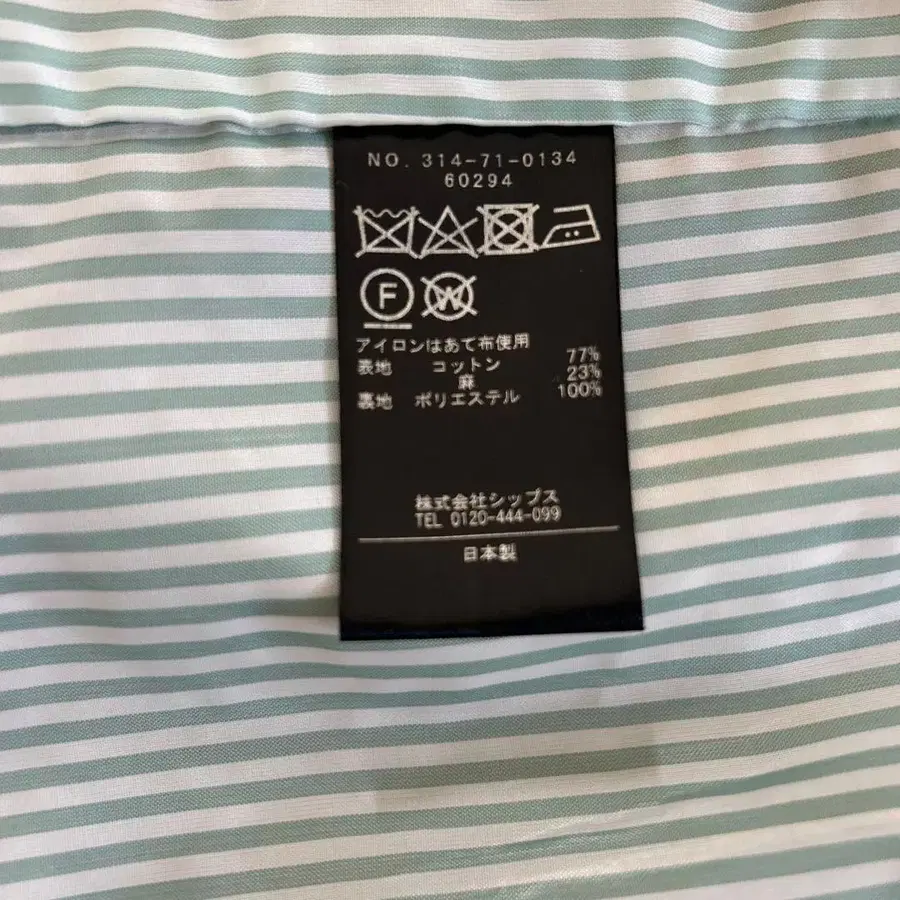 NO. 314-71-0134
60294
F W
アイロンはあて布使用
表地 コットン 77%
麻 23%
裏地 ポリエステル 100%
株式会社シップス
TEL 0120-444-099
日本製